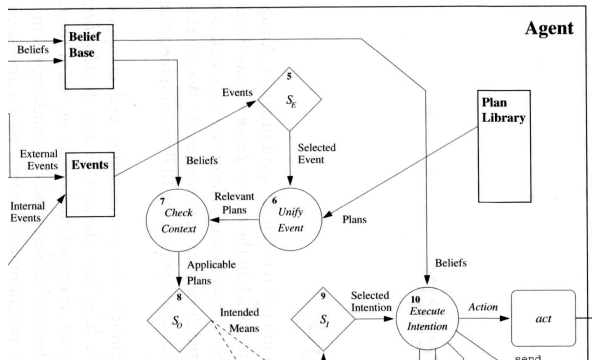 Agent
Belief
Base
Beliefs
5
S_E
Events
Plan
Library
Selected
Event
External
Events
Events
Beliefs
Internal
Events
7
Check
Context
Relevant
Plans
6
Unify
Event
Plans
Applicable
Plans
Beliefs
8
S_O
Intended
Means
9
S_I
Selected
Intention
10
Execute
Intention
Action
act
send